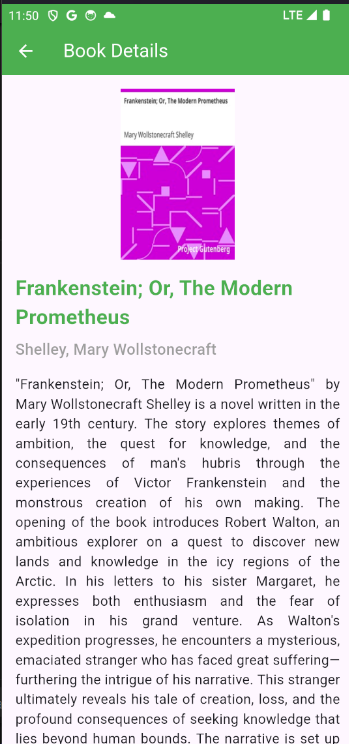 11:50
LTE
Book Details
Frankenstein; Or, The Modern Prometheus
Mary Wollstonecraft Shelley
Project Gutenberg
Frankenstein; Or, The Modern
Prometheus
Shelley, Mary Wollstonecraft
"Frankenstein; Or, The Modern Prometheus" by
Mary Wollstonecraft Shelley is a novel written in the
early 19th century. The story explores themes of
ambition, the quest for knowledge, and the
consequences of man's hubris through the
experiences of Victor Frankenstein and the
monstrous creation of his own making. The
opening of the book introduces Robert Walton, an
ambitious explorer on a quest to discover new
lands and knowledge in the icy regions of the
Arctic. In his letters to his sister Margaret, he
expresses both enthusiasm and the fear of
isolation in his grand venture. As Walton's
expedition progresses, he encounters a mysterious,
emaciated stranger who has faced great suffering—
furthering the intrigue of his narrative. This stranger
ultimately reveals his tale of creation, loss, and the
profound consequences of seeking knowledge that
lies beyond human bounds. The narrative is set up